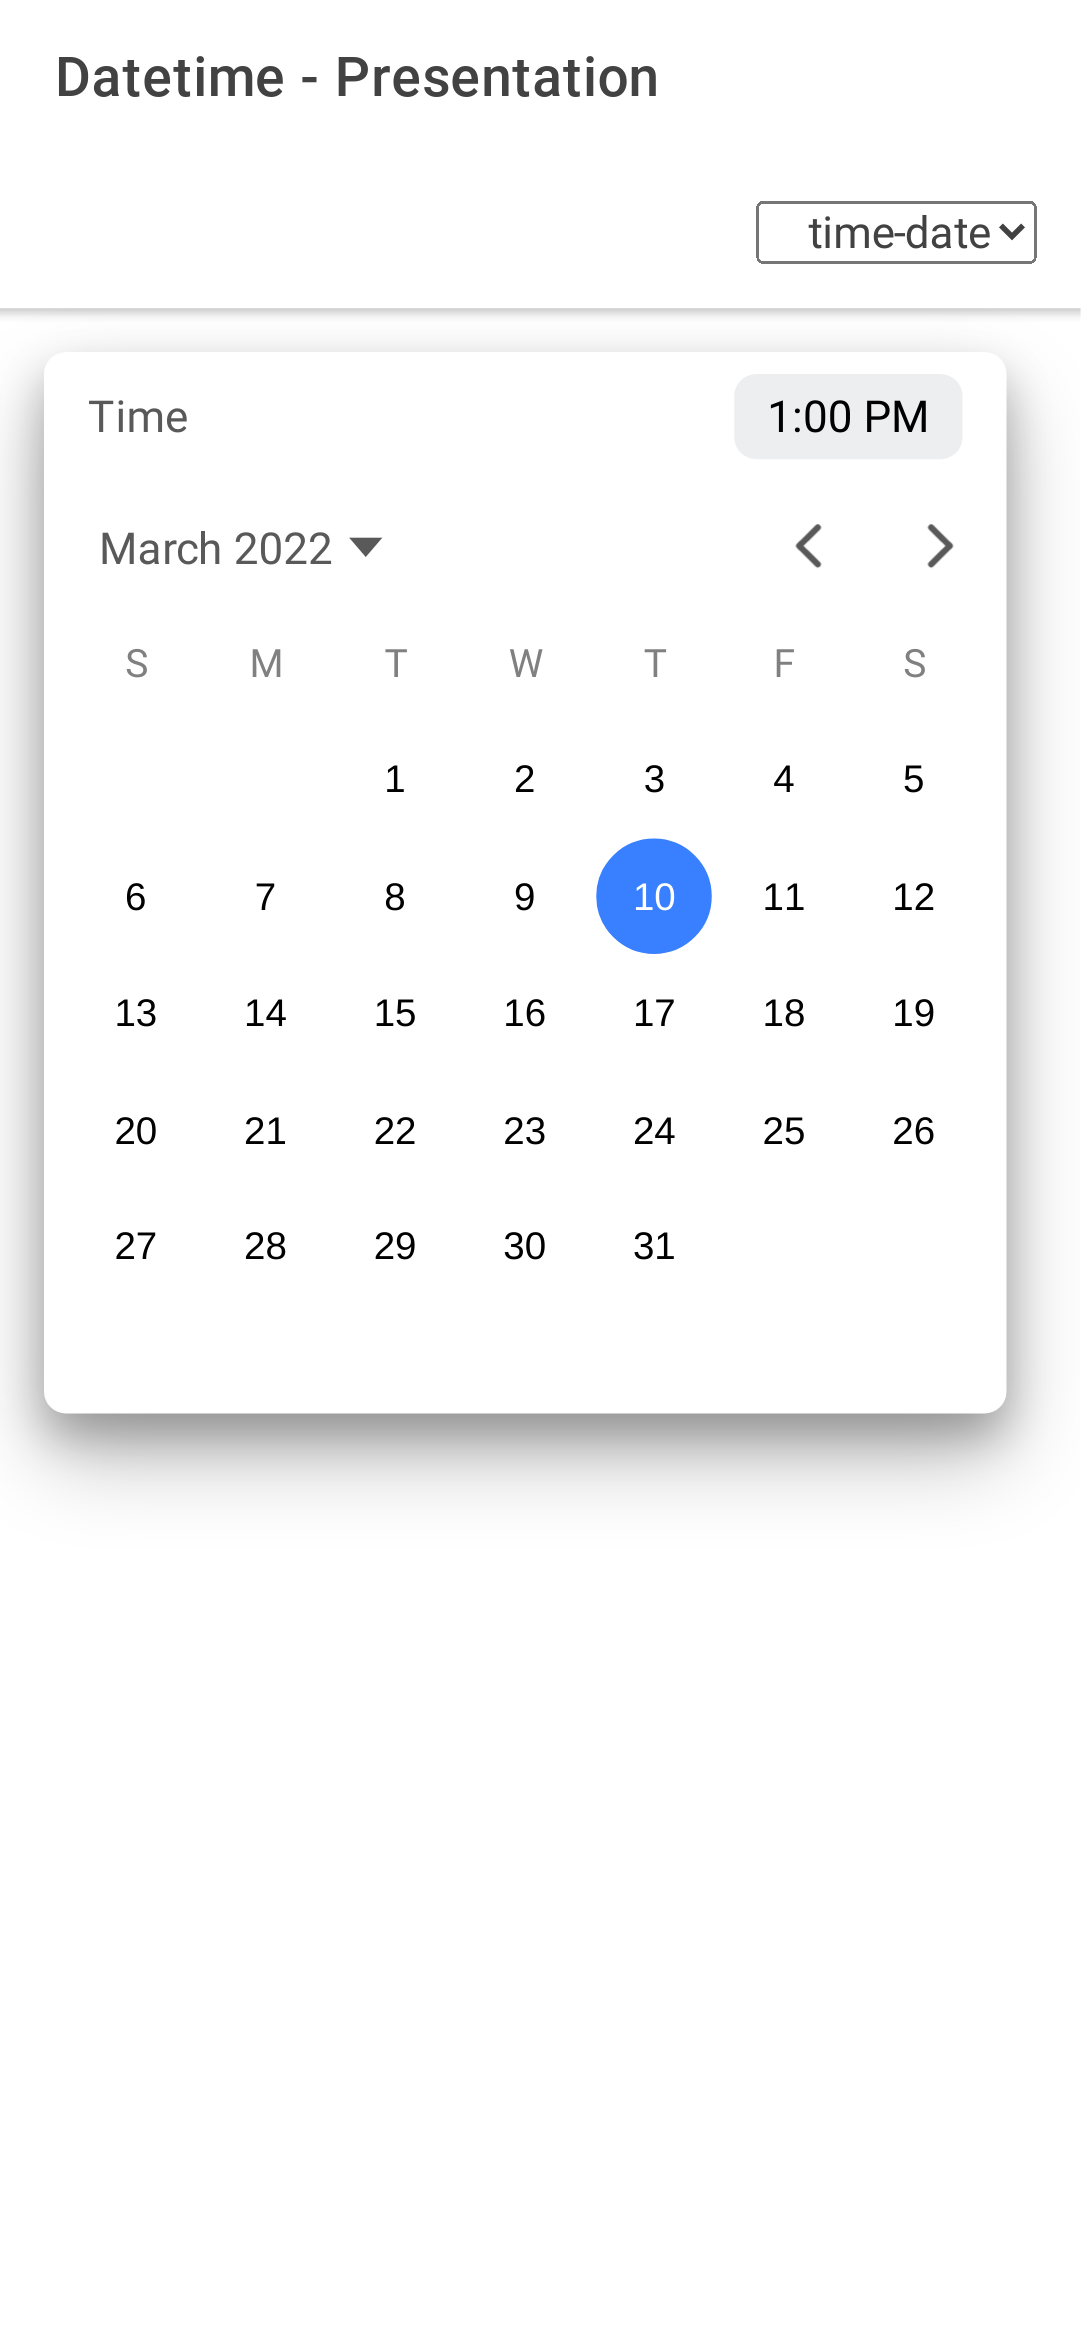 Datetime - Presentation
time-date
Time 1:00 PM
March 2022
S M T W T F S
1 2 3 4 5
6 7 8 9 10 11 12
13 14 15 16 17 18 19
20 21 22 23 24 25 26
27 28 29 30 31